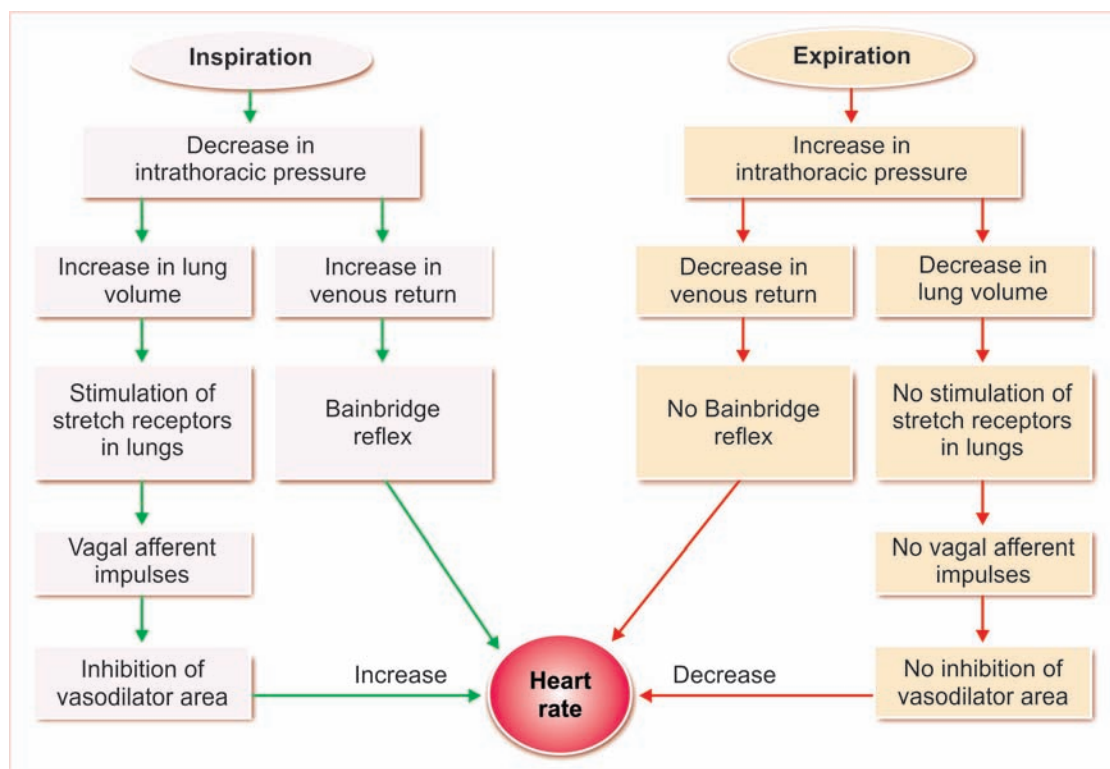 Inspiration
Decrease in
intrathoracic pressure
Increase in lung
volume
Increase in
venous return
Stimulation of
stretch receptors
in lungs
Bainbridge
reflex
Vagal afferent
impulses
Inhibition of
vasodilator area
Increase
Expiration
Increase in
intrathoracic pressure
Decrease in
venous return
Decrease in
lung volume
No Bainbridge
reflex
No stimulation of
stretch receptors
in lungs
No vagal afferent
impulses
No inhibition of
vasodilator area
Decrease
Heart
rate